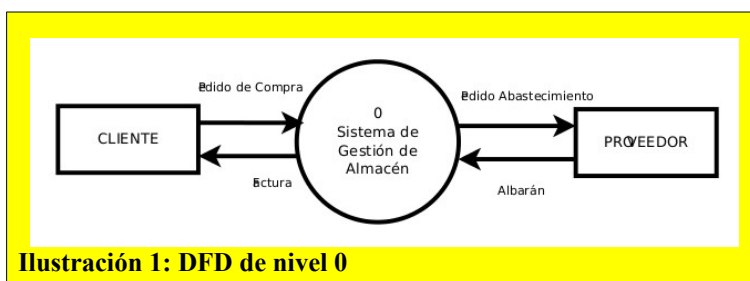 Pedido de Compra
CLIENTE
Factura
0
Sistema de
Gestión de
Almacén
Pedido Abastecimiento
PROVEEDOR
Albarán
Ilustración 1: DFD de nivel 0